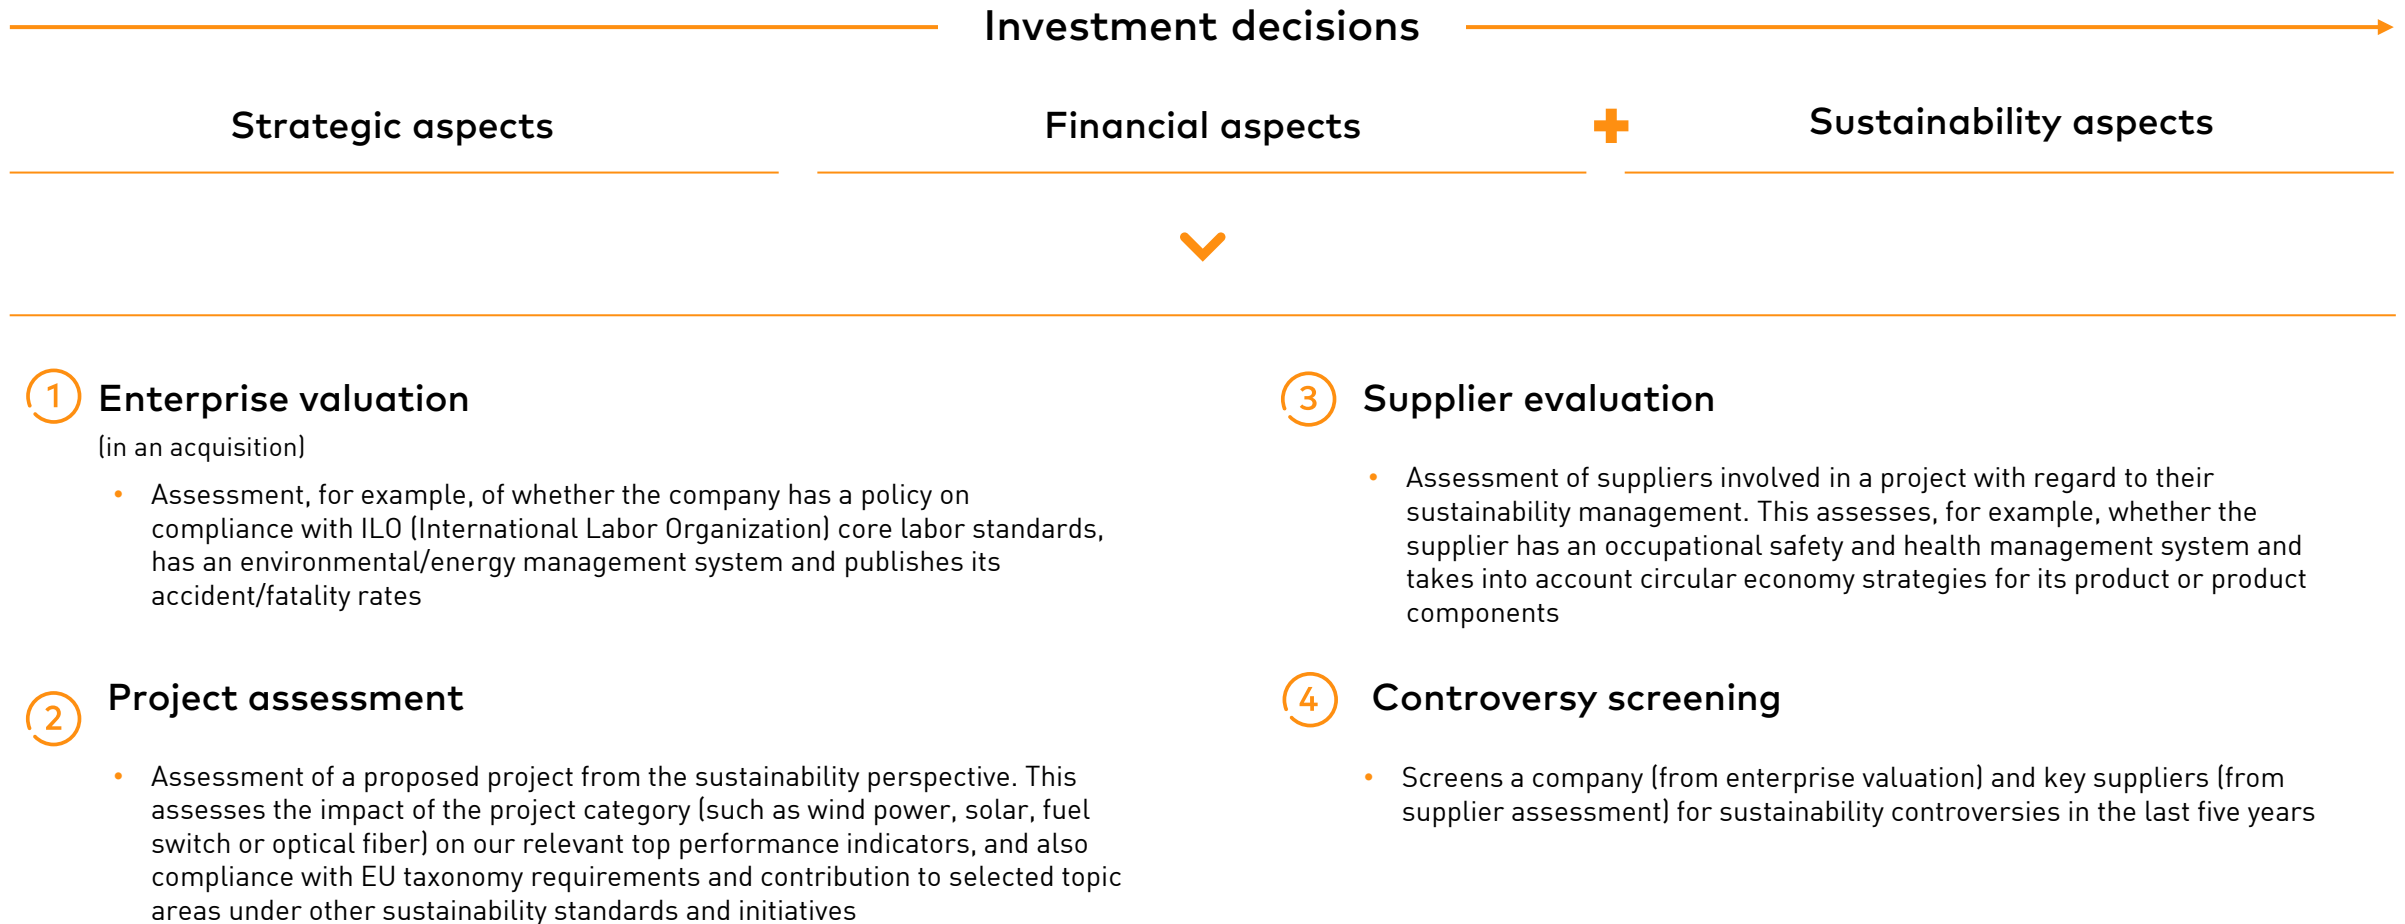 Investment decisions
Strategic aspects
Financial aspects
Sustainability aspects
1 Enterprise valuation
(in an acquisition)
• Assessment, for example, of whether the company has a policy on
compliance with ILO (International Labor Organization) core labor standards,
has an environmental/energy management system and publishes its
accident/fatality rates
2 Project assessment
• Assessment of a proposed project from the sustainability perspective. This
assesses the impact of the project category (such as wind power, solar, fuel
switch or optical fiber) on our relevant top performance indicators, and also
compliance with EU taxonomy requirements and contribution to selected topic
areas under other sustainability standards and initiatives
3 Supplier evaluation
• Assessment of suppliers involved in a project with regard to their
sustainability management. This assesses, for example, whether the
supplier has an occupational safety and health management system and
takes into account circular economy strategies for its product or product
components
4 Controversy screening
• Screens a company (from enterprise valuation) and key suppliers (from
supplier assessment) for sustainability controversies in the last five years